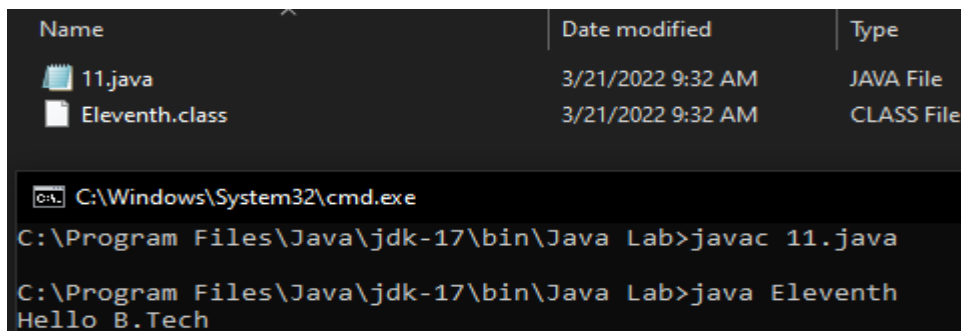 Name Date modified Type
11.java 3/21/2022 9:32 AM JAVA File
Eleventh.class 3/21/2022 9:32 AM CLASS File
C:\Windows\System32\cmd.exe
C:\Program Files\Java\jdk-17\bin\Java Lab>javac 11.java
C:\Program Files\Java\jdk-17\bin\Java Lab>java Eleventh
Hello B.Tech